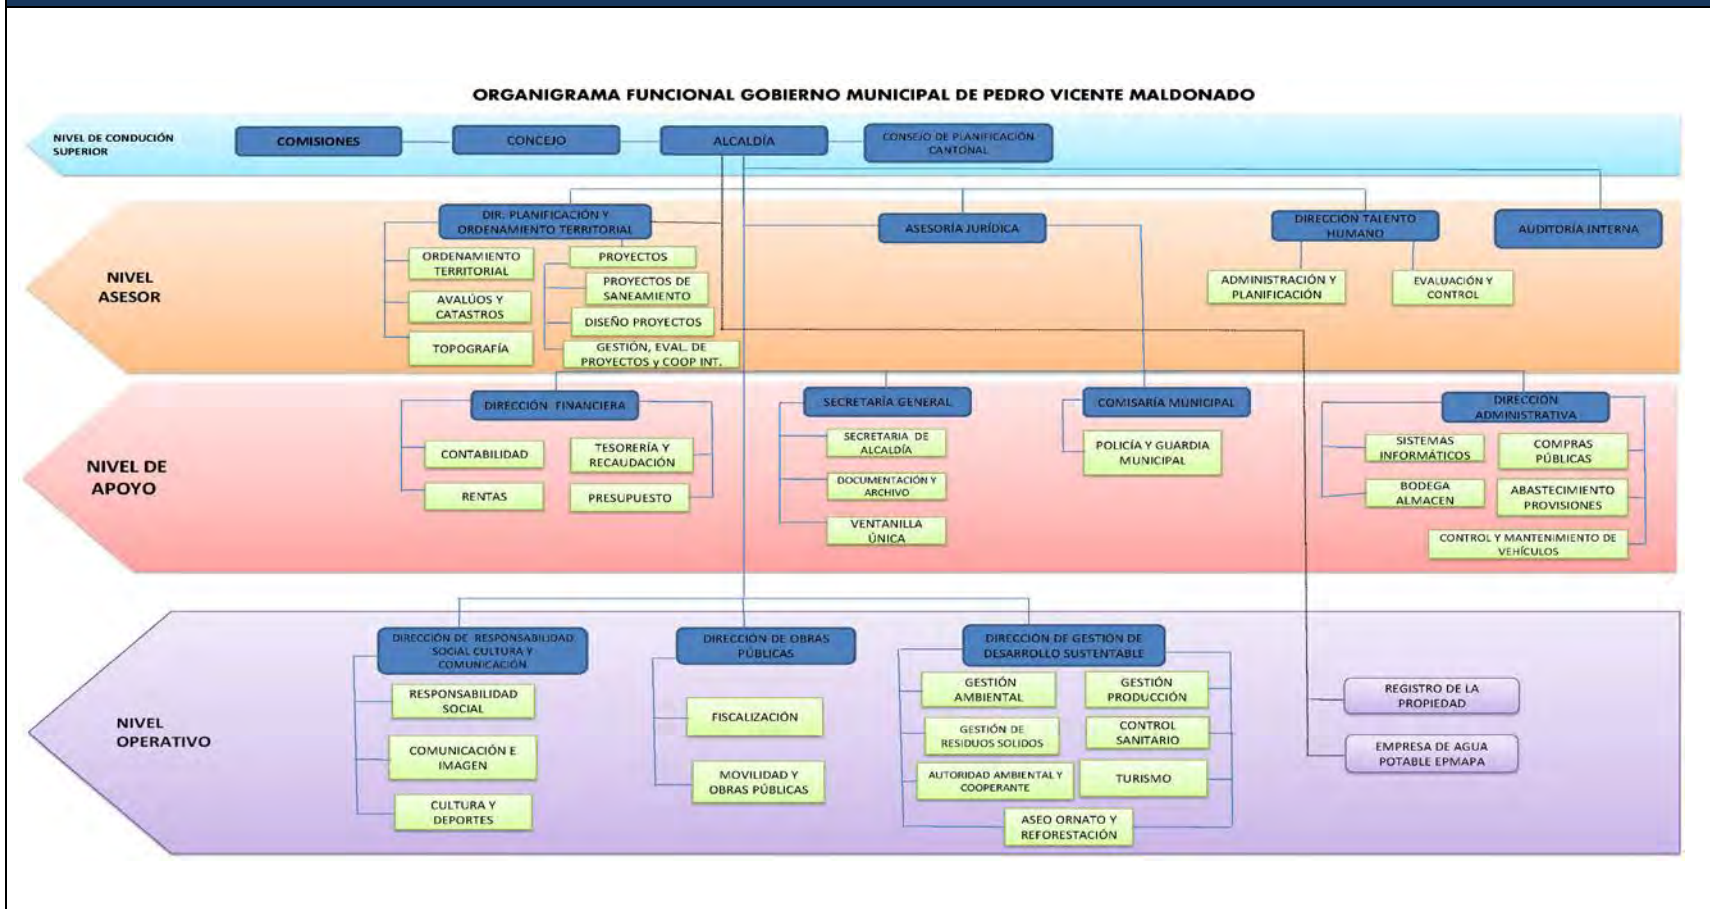 ORGANIGRAMA FUNCIONAL GOBIERNO MUNICIPAL DE PEDRO VICENTE MALDONADO
NIVEL DE CONDUCIÓN
SUPERIOR
COMISIONES
CONCEJO
ALCALDÍA
CONSEJO DE PLANIFICACIÓN
CANTONAL
NIVEL
ASESOR
DIR. PLANIFICACIÓN Y
ORDENAMIENTO TERRITORIAL
ORDENAMIENTO
TERRITORIAL
AVALÚOS Y
CATASTROS
TOPOGRAFÍA
PROYECTOS
PROYECTOS DE
SANEAMIENTO
DISEÑO PROYECTOS
GESTIÓN, EVAL. DE
PROYECTOS y COOP INT.
ASESORÍA JURÍDICA
DIRECCIÓN TALENTO
HUMANO
ADMINISTRACIÓN Y
PLANIFICACIÓN
EVALUACIÓN Y
CONTROL
AUDITORÍA INTERNA
NIVEL DE
APOYO
DIRECCIÓN FINANCIERA
CONTABILIDAD
RENTAS
TESORERÍA Y
RECAUDACIÓN
PRESUPUESTO
SECRETARÍA GENERAL
SECRETARIA DE
ALCALDÍA
DOCUMENTACIÓN Y
ARCHIVO
VENTANILLA
ÚNICA
COMISARÍA MUNICIPAL
POLICÍA Y GUARDIA
MUNICIPAL
DIRECCIÓN
ADMINISTRATIVA
SISTEMAS
INFORMÁTICOS
BODEGA
ALMACEN
COMPRAS
PÚBLICAS
ABASTECIMIENTO
PROVISIONES
CONTROL Y MANTENIMIENTO DE
VEHÍCULOS
NIVEL
OPERATIVO
DIRECCIÓN DE RESPONSABILIDAD
SOCIAL CULTURA Y
COMUNICACIÓN
RESPONSABILIDAD
SOCIAL
COMUNICACIÓN E
IMAGEN
CULTURA Y
DEPORTES
DIRECCIÓN DE OBRAS
PÚBLICAS
FISCALIZACIÓN
MOVILIDAD Y
OBRAS PÚBLICAS
DIRECCIÓN DE GESTIÓN DE
DESARROLLO SUSTENTABLE
GESTIÓN
AMBIENTAL
GESTIÓN DE
RESIDUOS SOLIDOS
AUTORIDAD AMBIENTAL Y
COOPERANTE
GESTIÓN
PRODUCCIÓN
CONTROL
SANITARIO
TURISMO
ASEO ORNATO Y
REFORESTACIÓN
REGISTRO DE LA
PROPIEDAD
EMPRESA DE AGUA
POTABLE EPMAPA